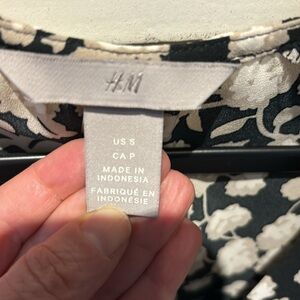 H&M
US S
CA P
MADE IN
INDONESIA
FABRIQUÉ EN
INDONÉSIE